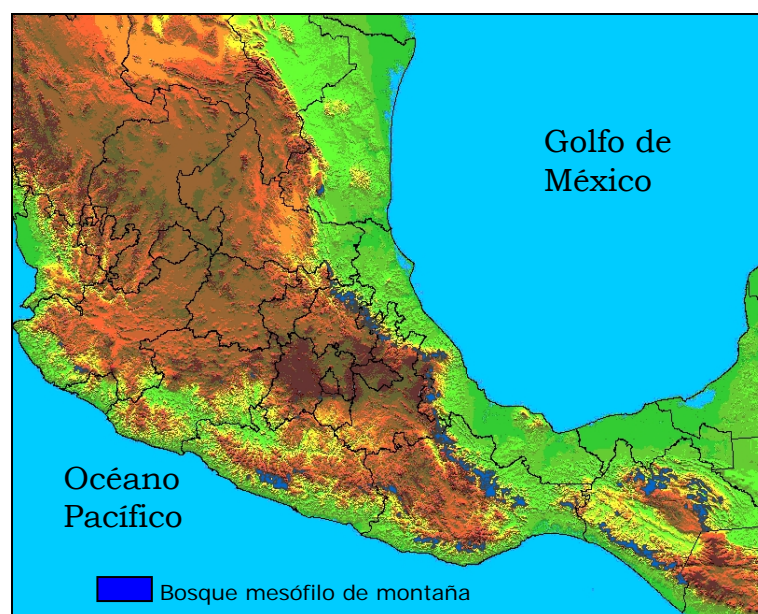 Golfo de
México
Océano
Pacífico
Bosque mesófilo de montaña